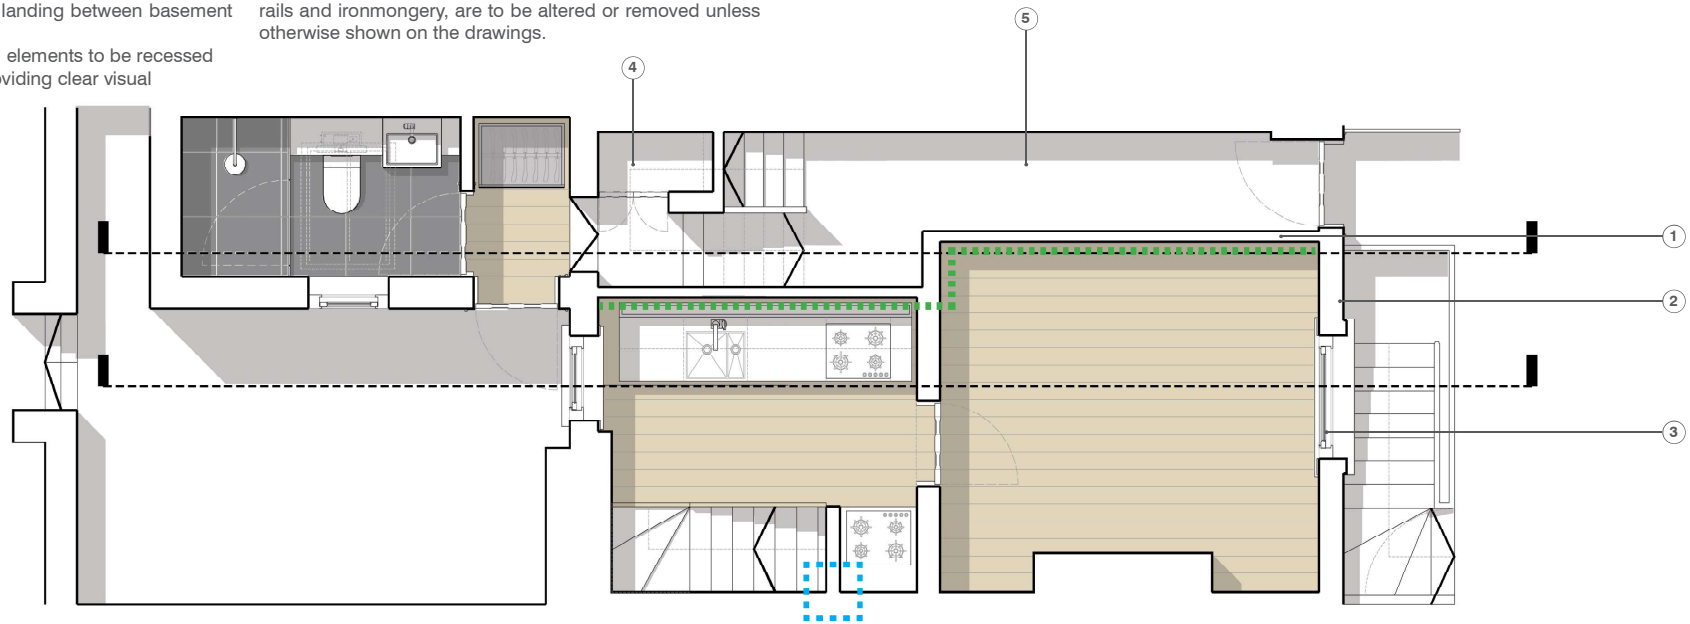 landing between basement
elements to be recessed
oviding clear visual
rails and ironmongery, are to be altered or removed unless
otherwise shown on the drawings.
5
4
1
2
3